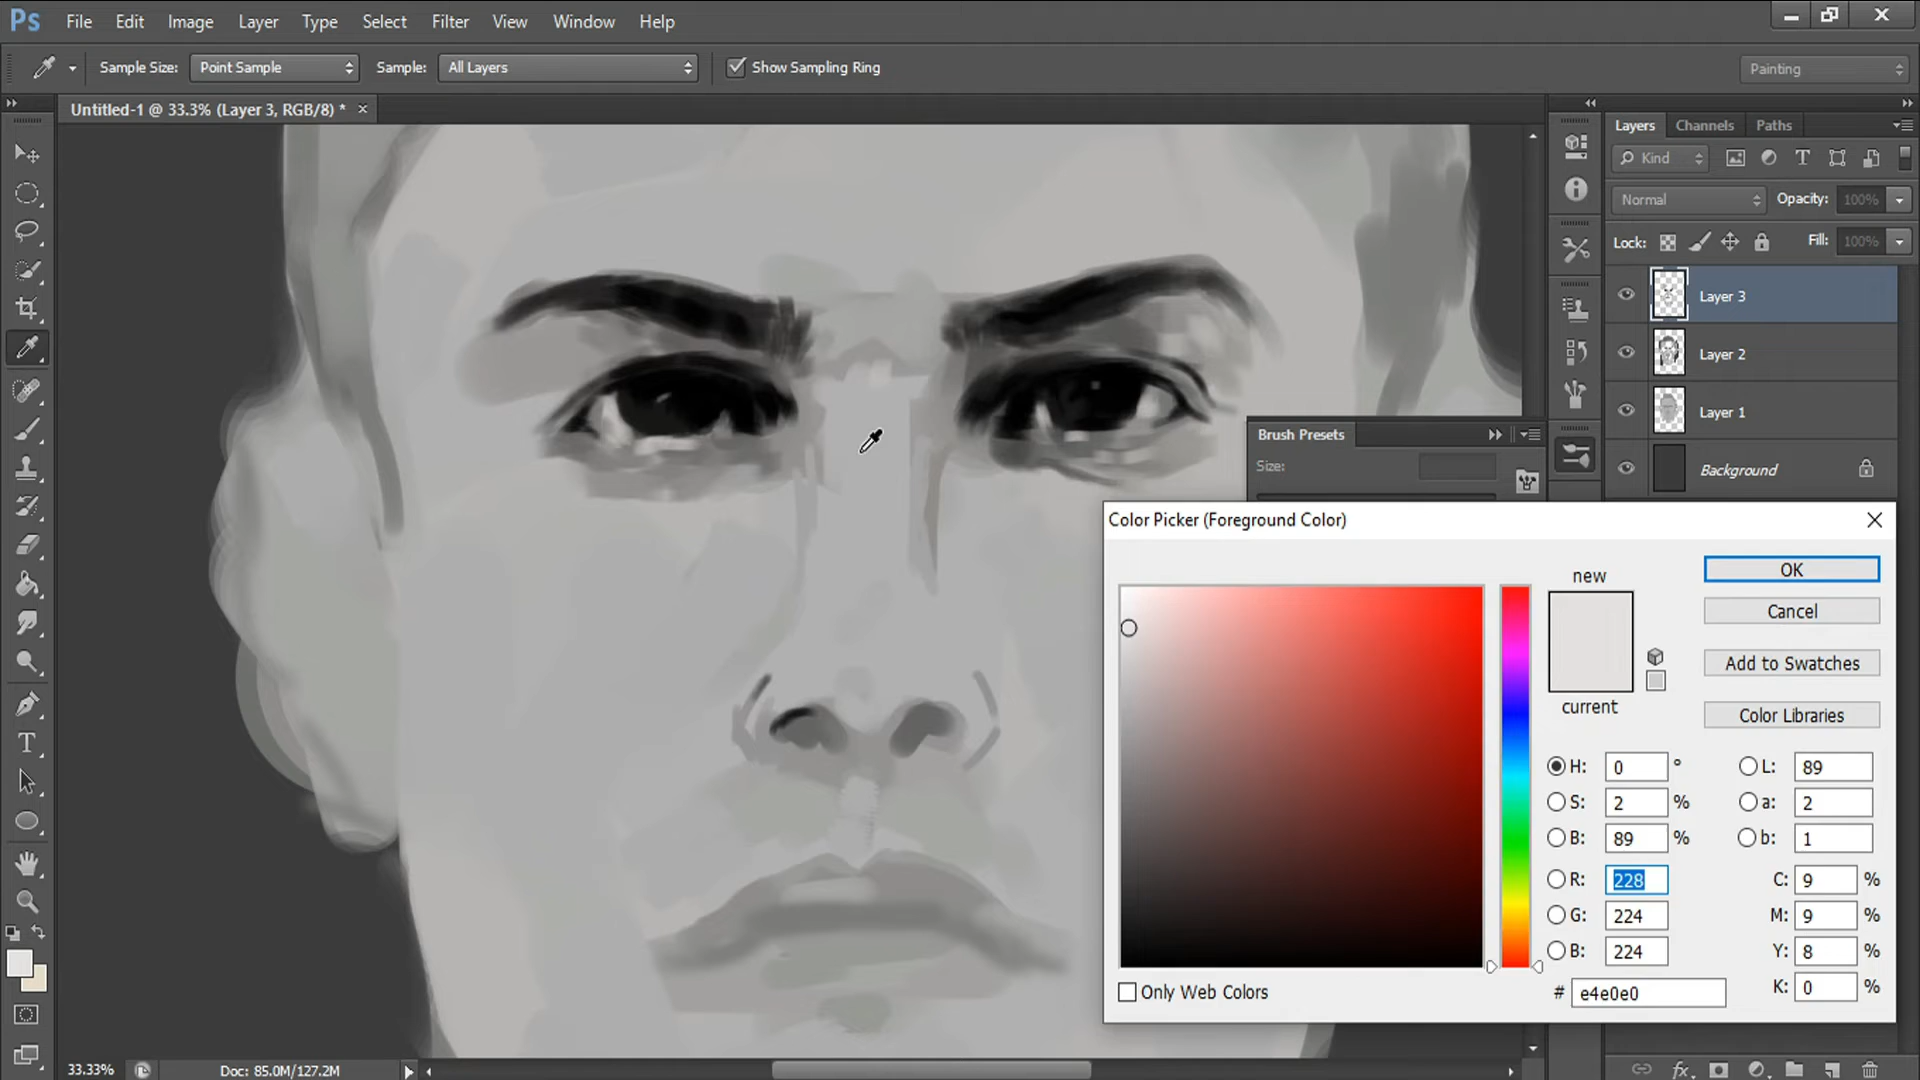 Ps File Edit Image Layer Type Select Filter View Window Help
Sample Size: Point Sample Sample: All Layers Show Sampling Ring Painting
Untitled-1 @ 33.3% (Layer 3, RGB/8) *
Layers Channels Paths
Kind
Normal Opacity: 100%
Lock: Fill: 100%
Layer 3
Layer 2
Layer 1
Background
Brush Presets
Size:
Color Picker (Foreground Color)
new
current
OK
Cancel
Add to Swatches
Color Libraries
H: 0 ° L: 89
S: 2 % a: 2
B: 89 % b: 1
R: 228 C: 9 %
G: 224 M: 9 %
B: 224 Y: 8 %
# e4e0e0 K: 0 %
Only Web Colors
33.33% Doc: 85.0M/127.2M